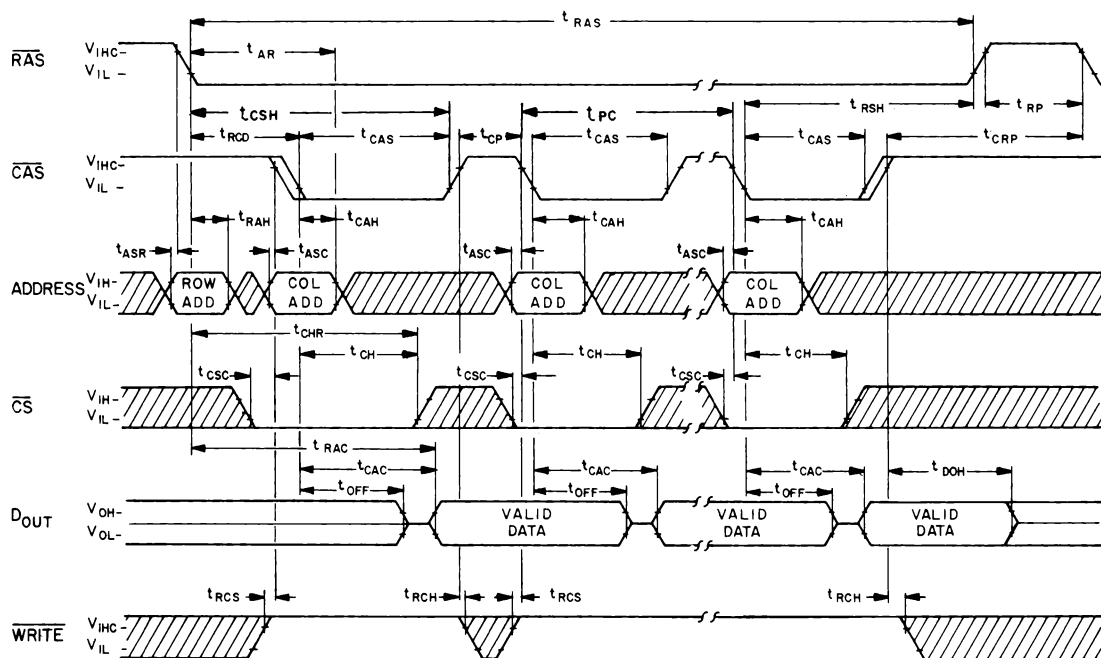 tRAS
RAS VIHC- tAR
VIL -
tCSH tPC tRSH tRP
tRCD tCAS tCP tCAS tCAS tCRP
CAS VIHC-
VIL -
tRAH tCAH tCAH tCAH
tASR tASC tASC tASC
ADDRESS VIH- ROW COL COL COL
VIL- ADD ADD ADD ADD
tCHR
tCH tCH tCH
tCSC tCSC tCSC
CS VIH-
VIL-
tRAC
tCAC tCAC tCAC tDOH
tOFF tOFF tOFF
DOUT VOH- VALID VALID VALID
VOL- DATA DATA DATA
tRCS tRCH tRCS tRCH
WRITE VIHC-
VIL -